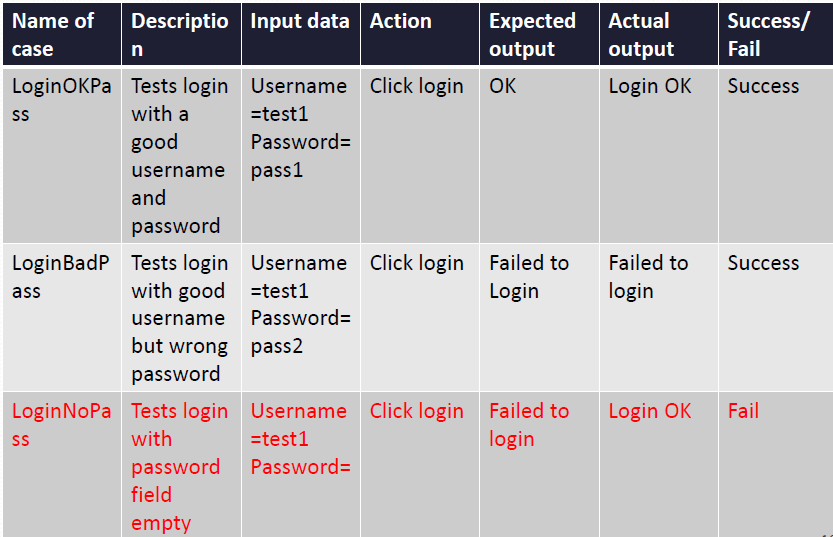 Name of case	Description	Input data	Action	Expected output	Actual output	Success/Fail
LoginOKPass	Tests login with a good username and password	Username=test1 Password=pass1	Click login	OK	Login OK	Success
LoginBadPass	Tests login with good username but wrong password	Username=test1 Password=pass2	Click login	Failed to Login	Failed to login	Success
LoginNoPass	Tests login with password field empty	Username=test1 Password=	Click login	Failed to login	Login OK	Fail